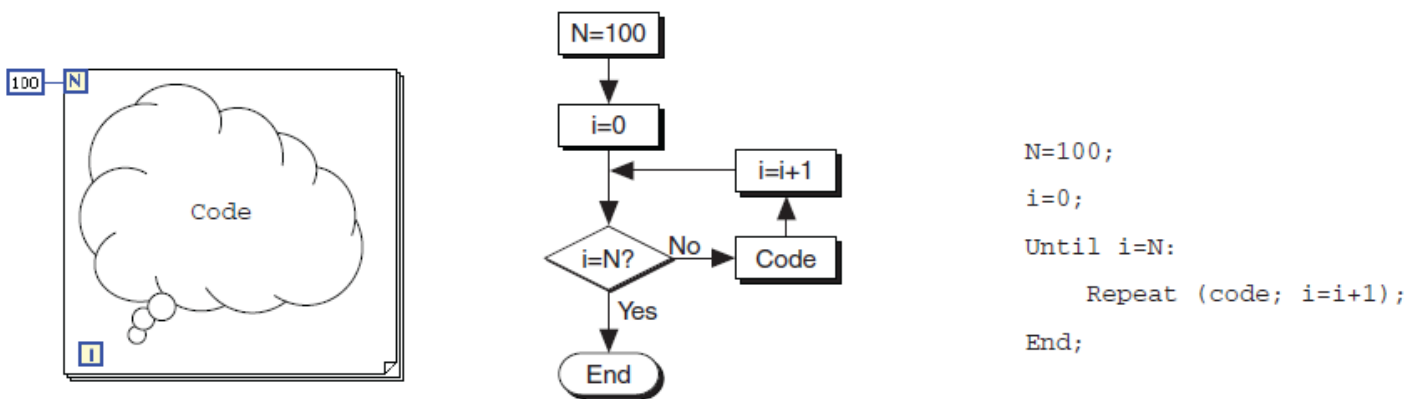 100
N
Code
i
N=100
i=0
i=i+1
i=N?
No
Code
Yes
End
N=100;
i=0;
Until i=N:
Repeat (code; i=i+1);
End;